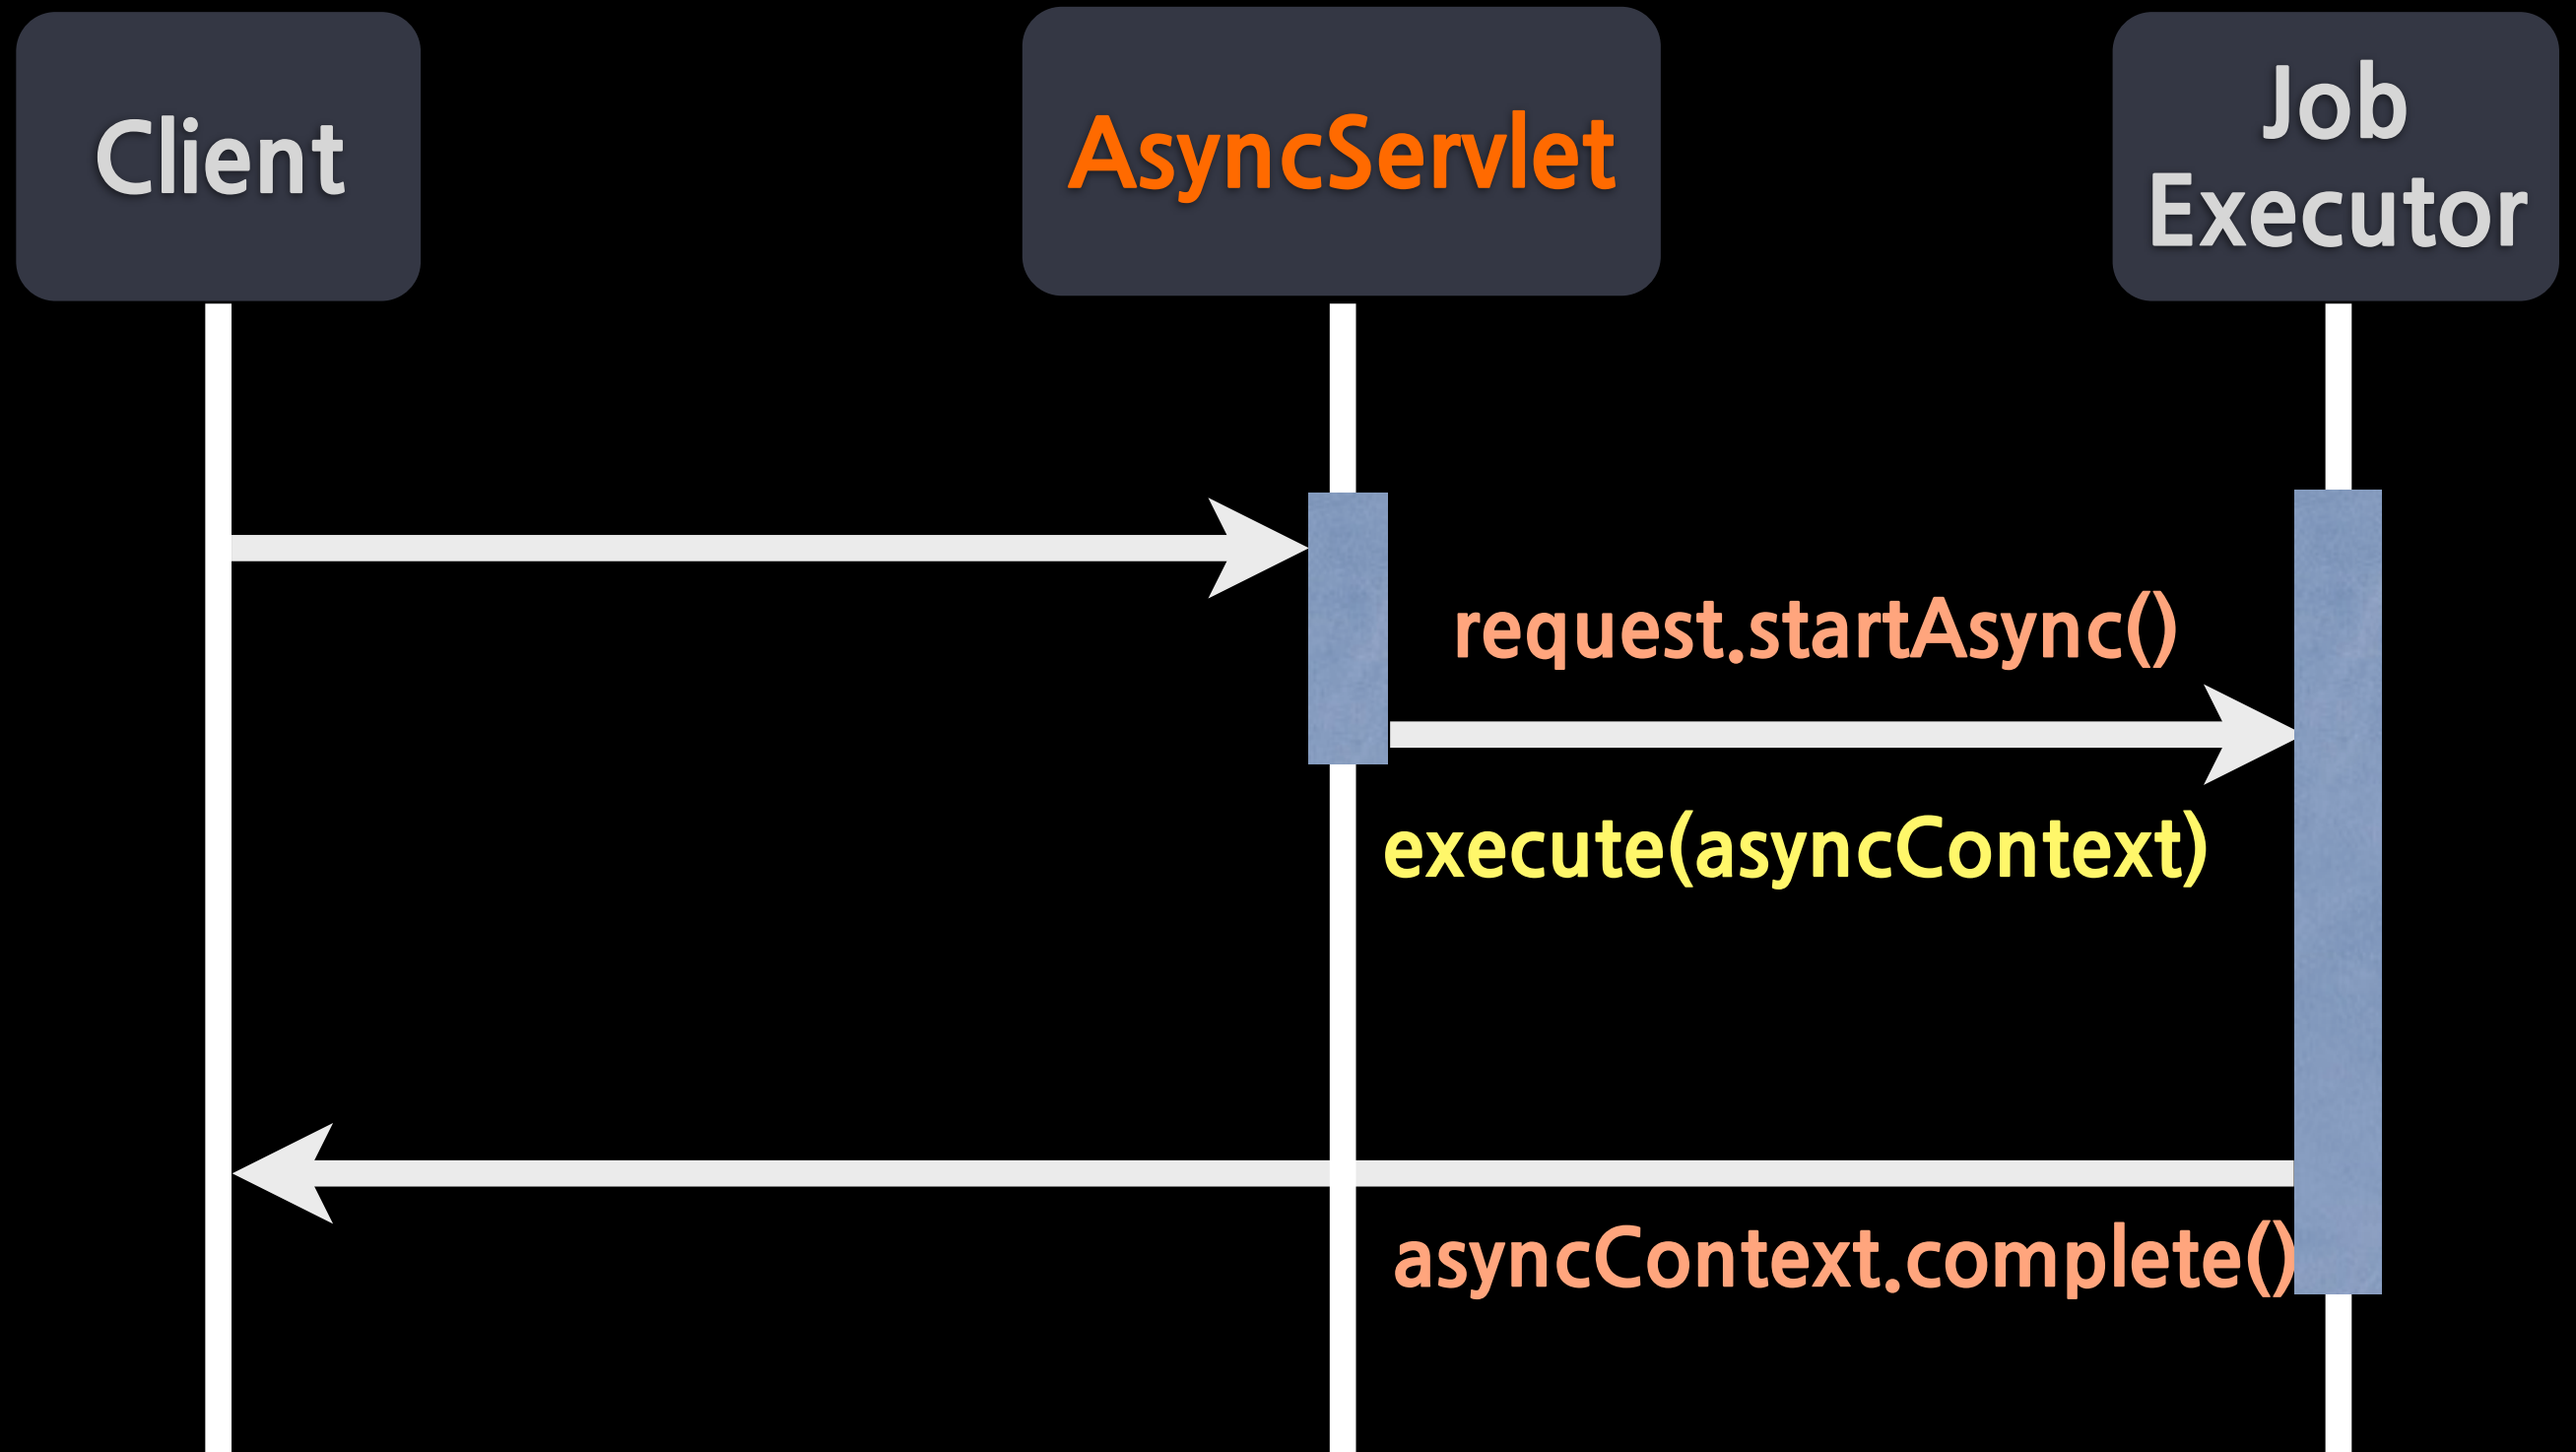 Client
AsyncServlet
Job
Executor
request.startAsync()
execute(asyncContext)
asyncContext.complete()